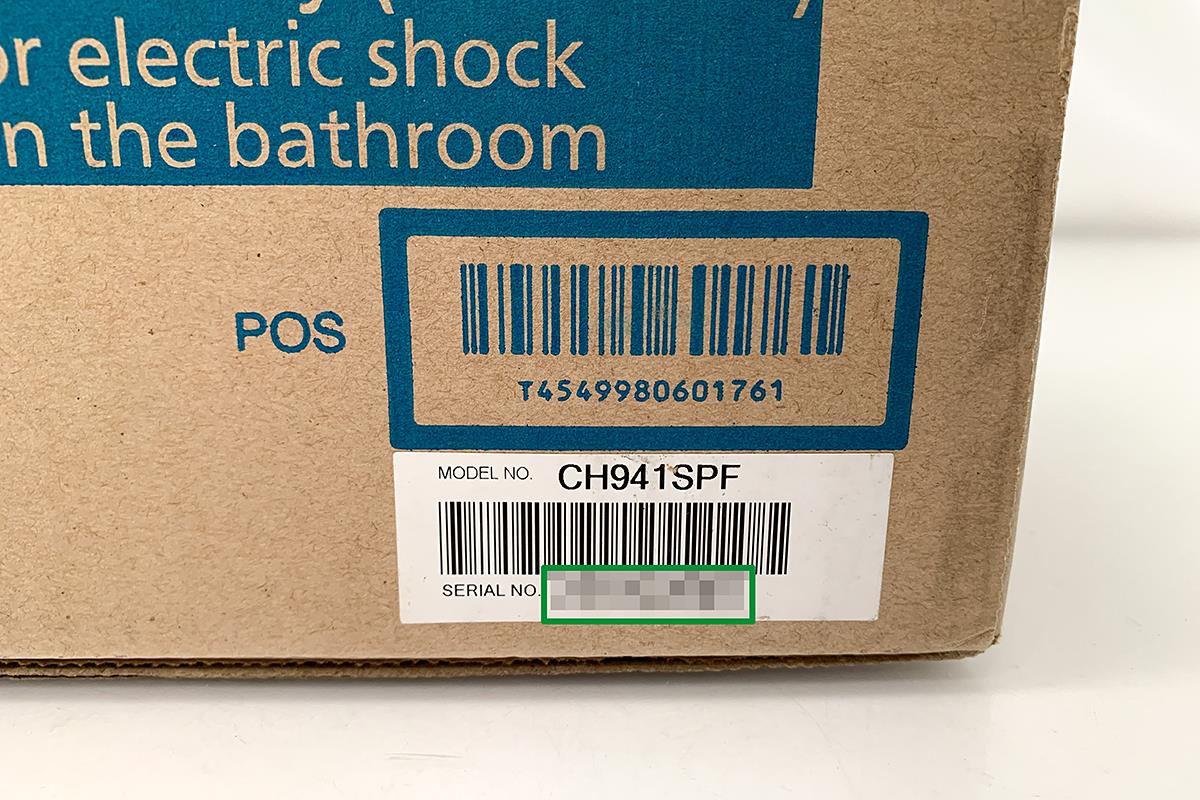 or electric shock
n the bathroom
POS
T4549980601761
MODEL NO. CH941SPF
SERIAL NO.